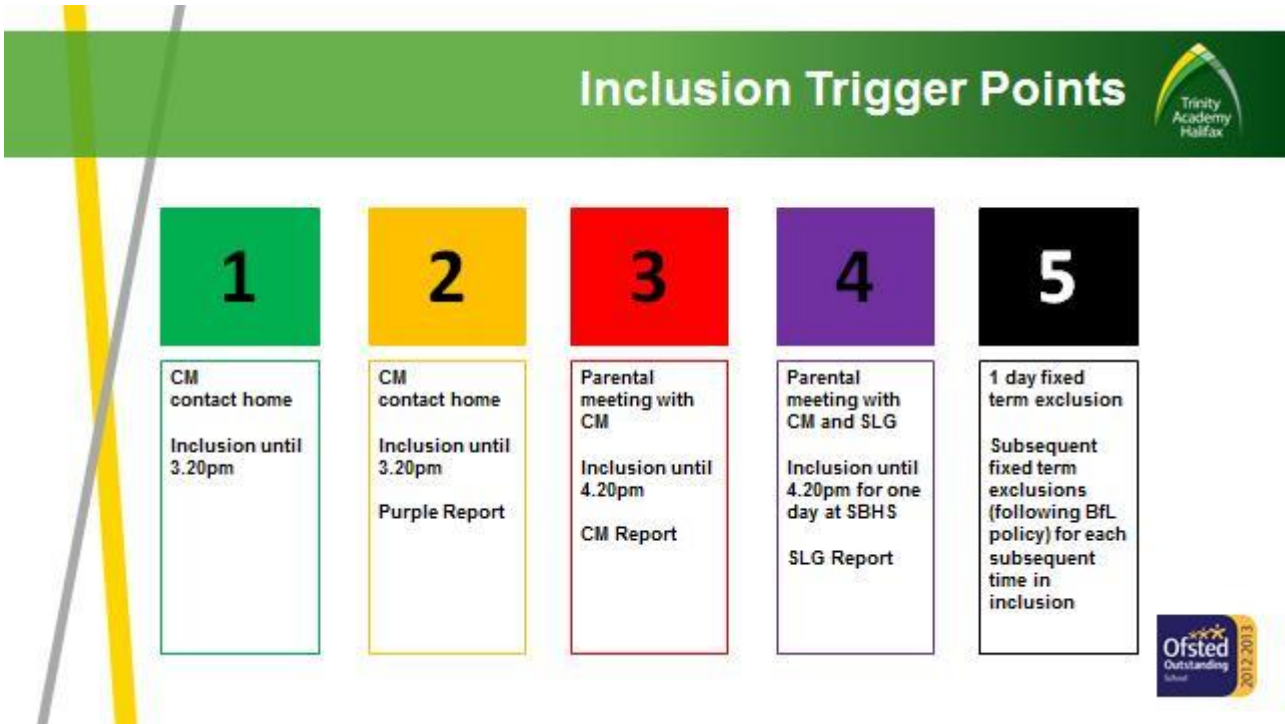 Inclusion Trigger Points
Trinity
Academy
Halifax
1
2
3
4
5
CM
contact home
Inclusion until
3.20pm
CM
contact home
Inclusion until
3.20pm
Purple Report
Parental
meeting with
CM
Inclusion until
4.20pm
CM Report
Parental
meeting with
CM and SLG
Inclusion until
4.20pm for one
day at SBHS
SLG Report
1 day fixed
term exclusion
Subsequent
fixed term
exclusions
(following BfL
policy) for each
subsequent
time in
inclusion
Ofsted
Outstanding
School
2012|2013